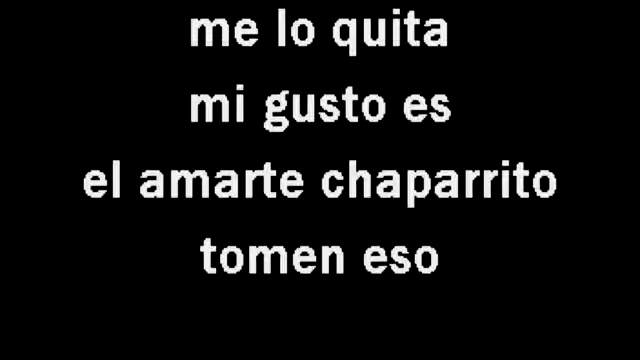 me lo quita
mi gusto es
el amarte chaparrito
tomen eso